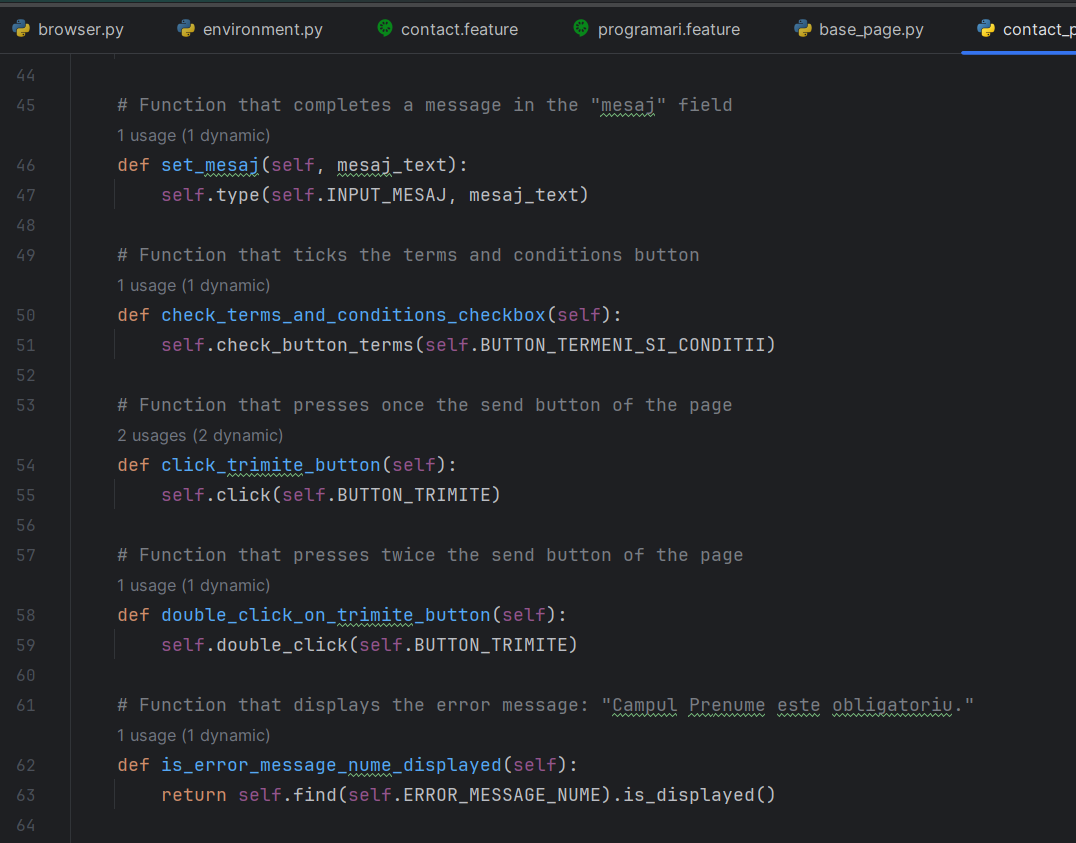 browser.py environment.py contact.feature programari.feature base_page.py contact_p
44
45 # Function that completes a message in the "mesaj" field
1 usage (1 dynamic)
46 def set_mesaj(self, mesaj_text):
47 self.type(self.INPUT_MESAJ, mesaj_text)
48
49 # Function that ticks the terms and conditions button
1 usage (1 dynamic)
50 def check_terms_and_conditions_checkbox(self):
51 self.check_button_terms(self.BUTTON_TERMENI_SI_CONDITII)
52
53 # Function that presses once the send button of the page
2 usages (2 dynamic)
54 def click_trimite_button(self):
55 self.click(self.BUTTON_TRIMITE)
56
57 # Function that presses twice the send button of the page
1 usage (1 dynamic)
58 def double_click_on_trimite_button(self):
59 self.double_click(self.BUTTON_TRIMITE)
60
61 # Function that displays the error message: "Campul Prenume este obligatoriu."
1 usage (1 dynamic)
62 def is_error_message_nume_displayed(self):
63 return self.find(self.ERROR_MESSAGE_NUME).is_displayed()
64